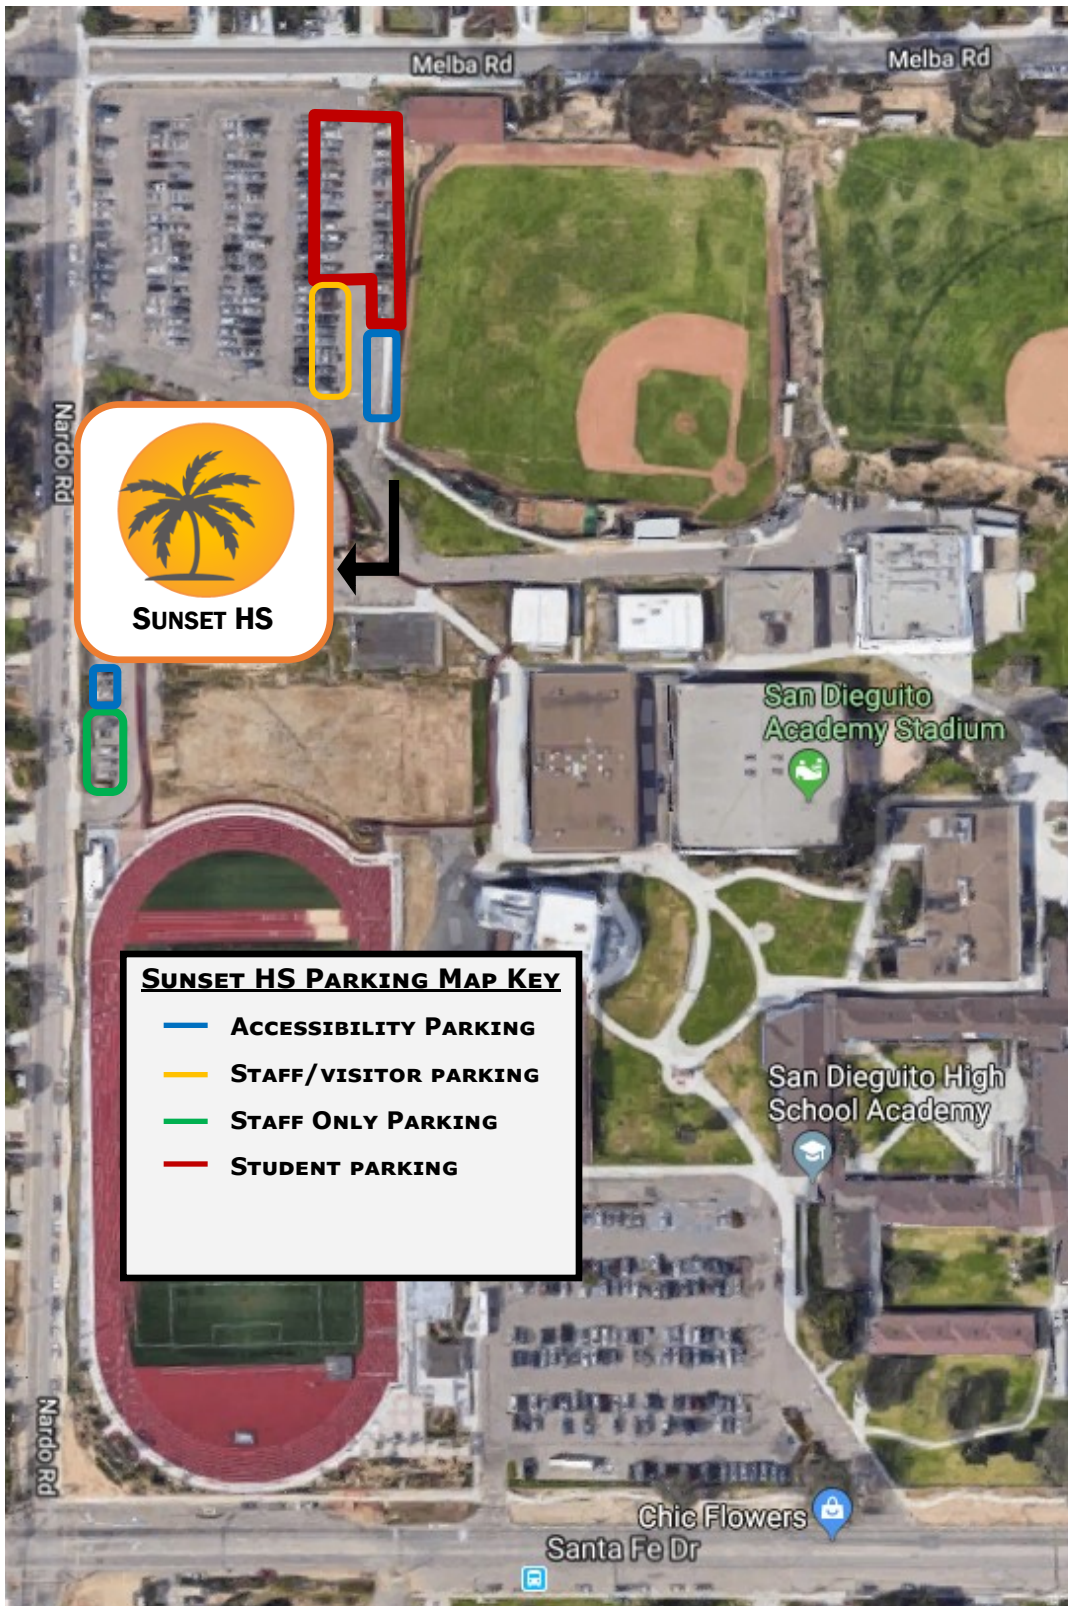 Melba Rd
Melba Rd
Nardo Rd
SUNSET HS
San Dieguito
Academy Stadium
SUNSET HS PARKING MAP KEY
ACCESSIBILITY PARKING
STAFF/VISITOR PARKING
STAFF ONLY PARKING
STUDENT PARKING
San Dieguito High
School Academy
Nardo Rd
Chic Flowers
Santa Fe Dr